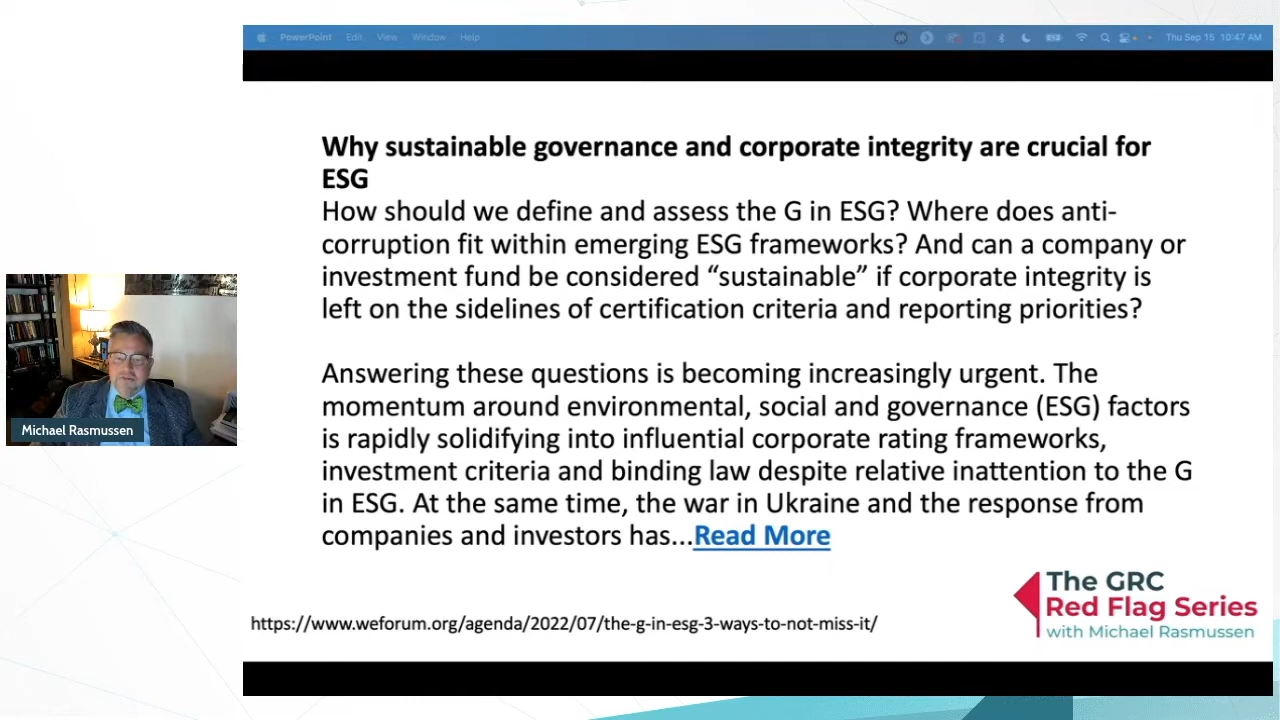 PowerPoint Edit View Window Help
Thu Sep 15 10:47 AM
Why sustainable governance and corporate integrity are crucial for
ESG
How should we define and assess the G in ESG? Where does anti-
corruption fit within emerging ESG frameworks? And can a company or
investment fund be considered “sustainable” if corporate integrity is
left on the sidelines of certification criteria and reporting priorities?
Answering these questions is becoming increasingly urgent. The
momentum around environmental, social and governance (ESG) factors
is rapidly solidifying into influential corporate rating frameworks,
investment criteria and binding law despite relative inattention to the G
in ESG. At the same time, the war in Ukraine and the response from
companies and investors has...Read More
Michael Rasmussen
The GRC
Red Flag Series
with Michael Rasmussen
https://www.weforum.org/agenda/2022/07/the-g-in-esg-3-ways-to-not-miss-it/